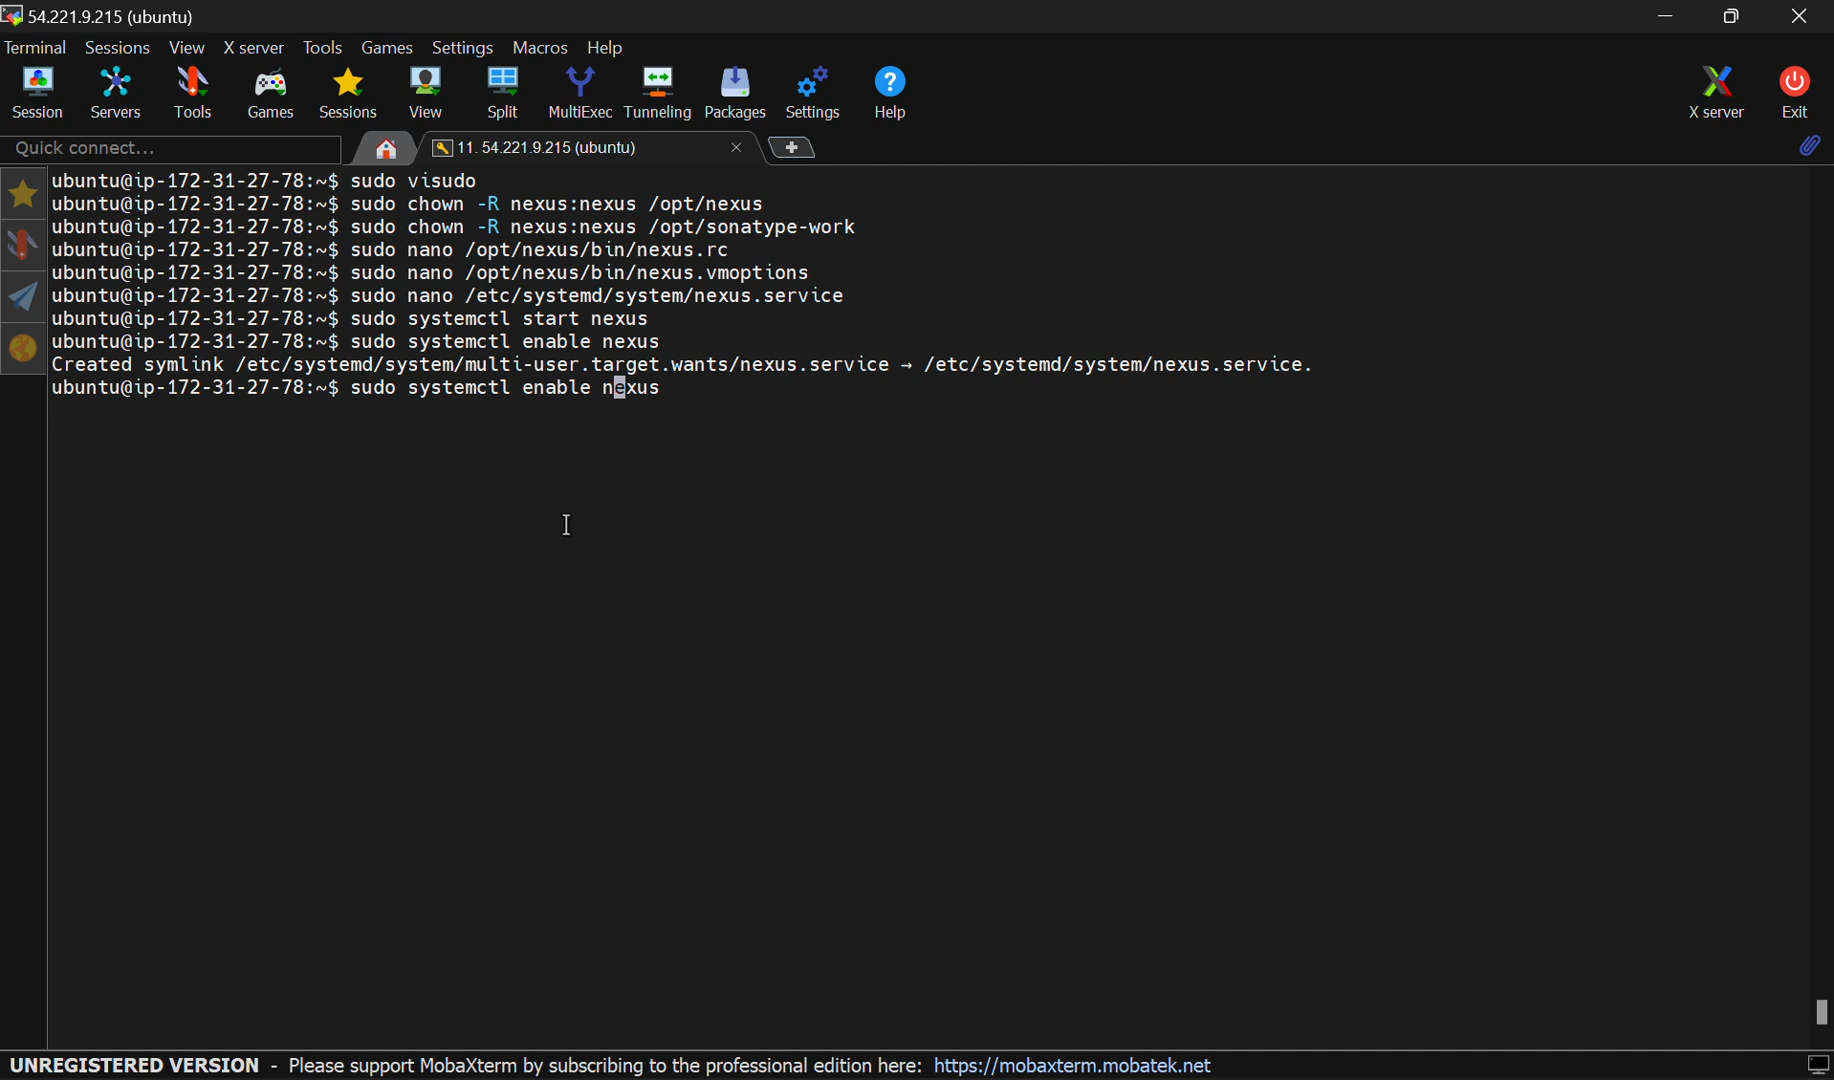 54.221.9.215 (ubuntu)
Terminal Sessions View X server Tools Games Settings Macros Help
Session Servers Tools Games Sessions View Split MultiExec Tunneling Packages Settings Help X server Exit
Quick connect... 11. 54.221.9.215 (ubuntu)
ubuntu@ip-172-31-27-78:~$ sudo visudo
ubuntu@ip-172-31-27-78:~$ sudo chown -R nexus:nexus /opt/nexus
ubuntu@ip-172-31-27-78:~$ sudo chown -R nexus:nexus /opt/sonatype-work
ubuntu@ip-172-31-27-78:~$ sudo nano /opt/nexus/bin/nexus.rc
ubuntu@ip-172-31-27-78:~$ sudo nano /opt/nexus/bin/nexus.vmoptions
ubuntu@ip-172-31-27-78:~$ sudo nano /etc/systemd/system/nexus.service
ubuntu@ip-172-31-27-78:~$ sudo systemctl start nexus
ubuntu@ip-172-31-27-78:~$ sudo systemctl enable nexus
Created symlink /etc/systemd/system/multi-user.target.wants/nexus.service → /etc/systemd/system/nexus.service.
ubuntu@ip-172-31-27-78:~$ sudo systemctl enable nexus
UNREGISTERED VERSION - Please support MobaXterm by subscribing to the professional edition here: https://mobaxterm.mobatek.net